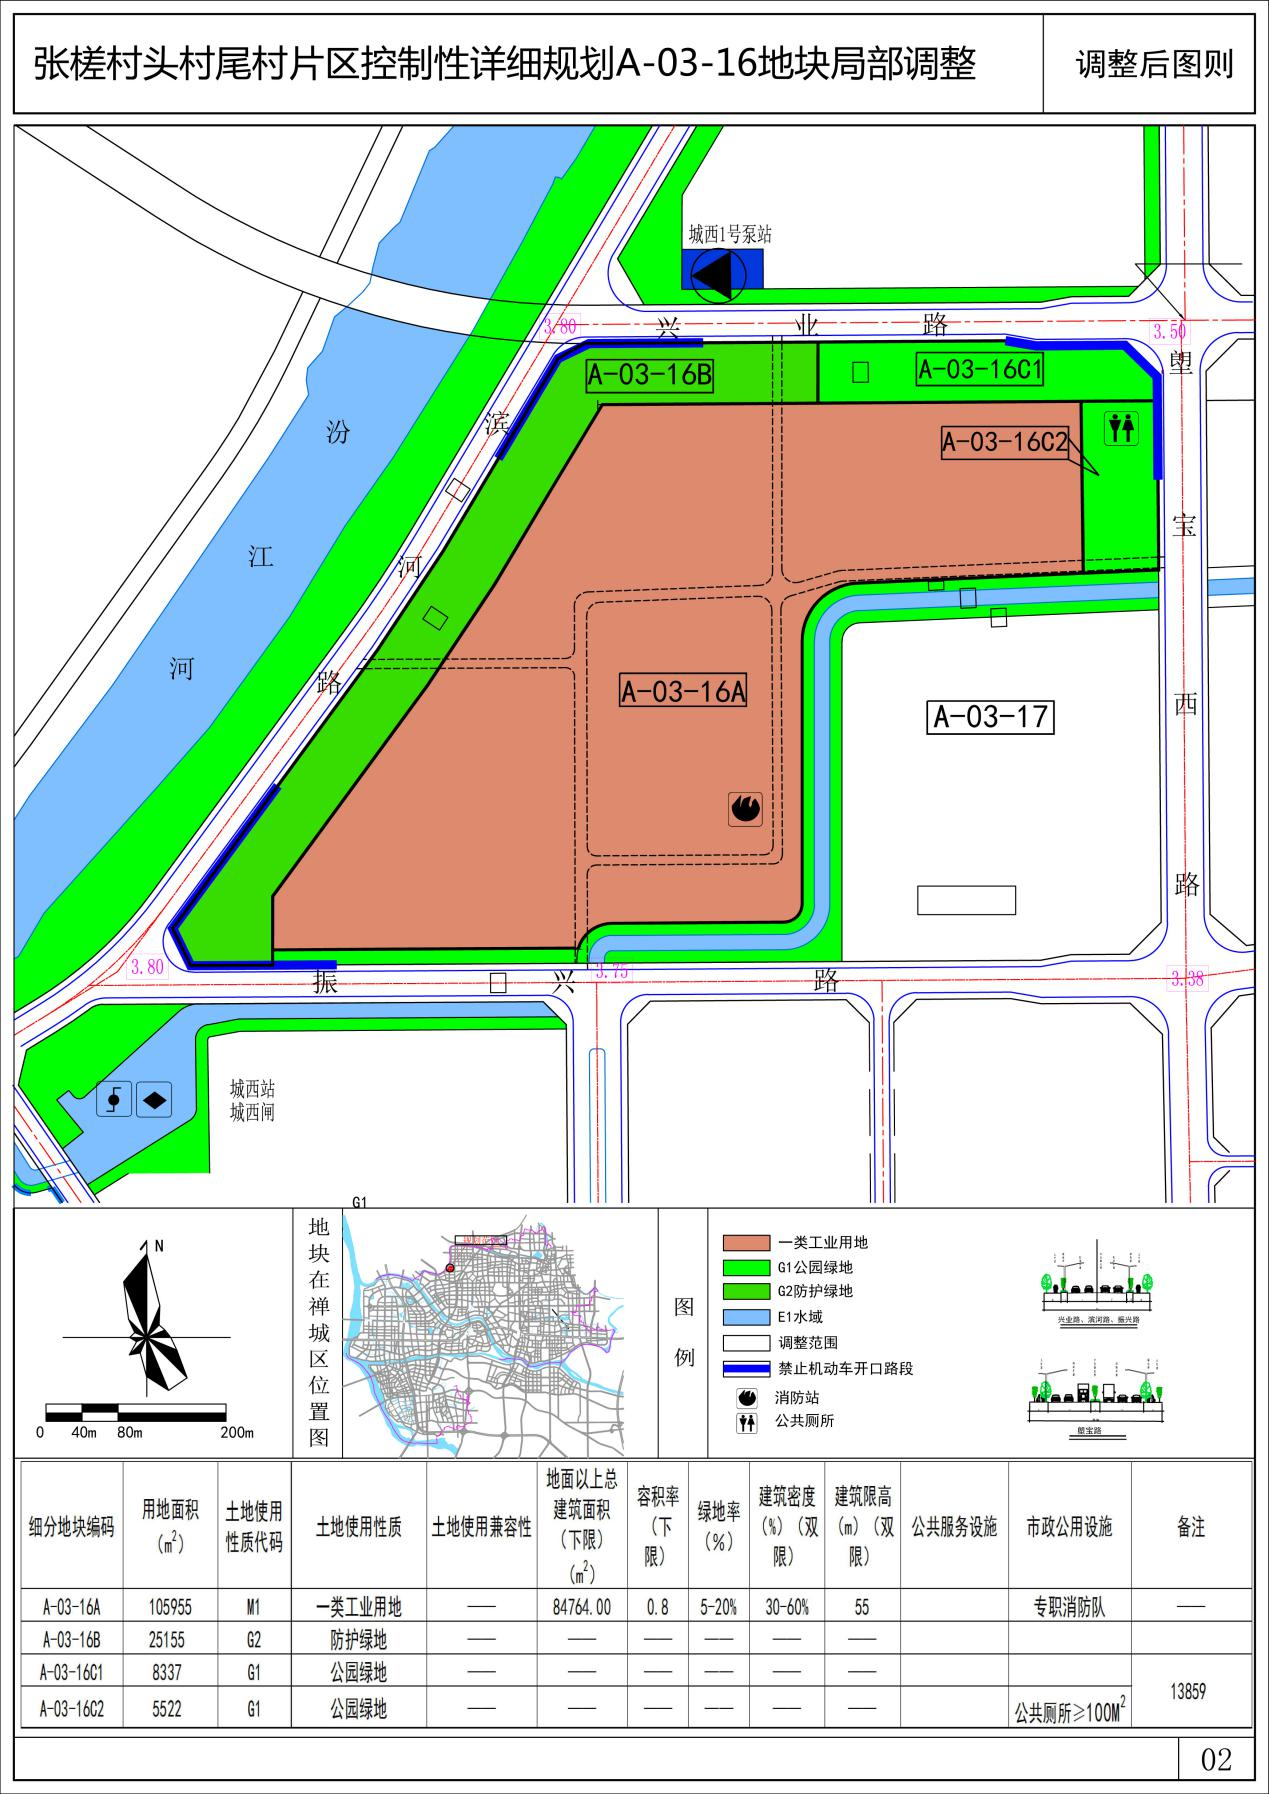 张槎村头村尾村片区控制性详细规划A-03-16地块局部调整
调整后图则
城西1号泵站
3.80
兴
业
路
3.50
A-03-16B
A-03-16C1
塱
滨
汾
A-03-16C2
宝
江
河
河
路
A-03-16A
西
A-03-17
路
3.80
3.75
3.38
振
兴
路
城西站
城西闸
G1
N
0
40m
80m
200m
地块在禅城区位置图
图例
一类工业用地
G1公园绿地
G2防护绿地
E1水域
调整范围
禁止机动车开口路段
消防站
公共厕所
兴业路、滨河路、振兴路
塱宝路
细分地块编码 用地面积（m²） 土地使用性质代码 土地使用性质 土地使用兼容性 地面以上总建筑面积（下限）（m²） 容积率（下限） 绿地率（%） 建筑密度（%）（双限） 建筑限高（m）（双限） 公共服务设施 市政公用设施 备注
A-03-16A 105955 M1 一类工业用地 —— 84764.00 0.8 5-20% 30-60% 55 专职消防队 ——
A-03-16B 25155 G2 防护绿地 —— —— —— —— —— ——
A-03-16C1 8337 G1 公园绿地 —— —— —— —— —— ——
13859
A-03-16C2 5522 G1 公园绿地 —— —— —— —— —— —— 公共厕所≥100M²
02